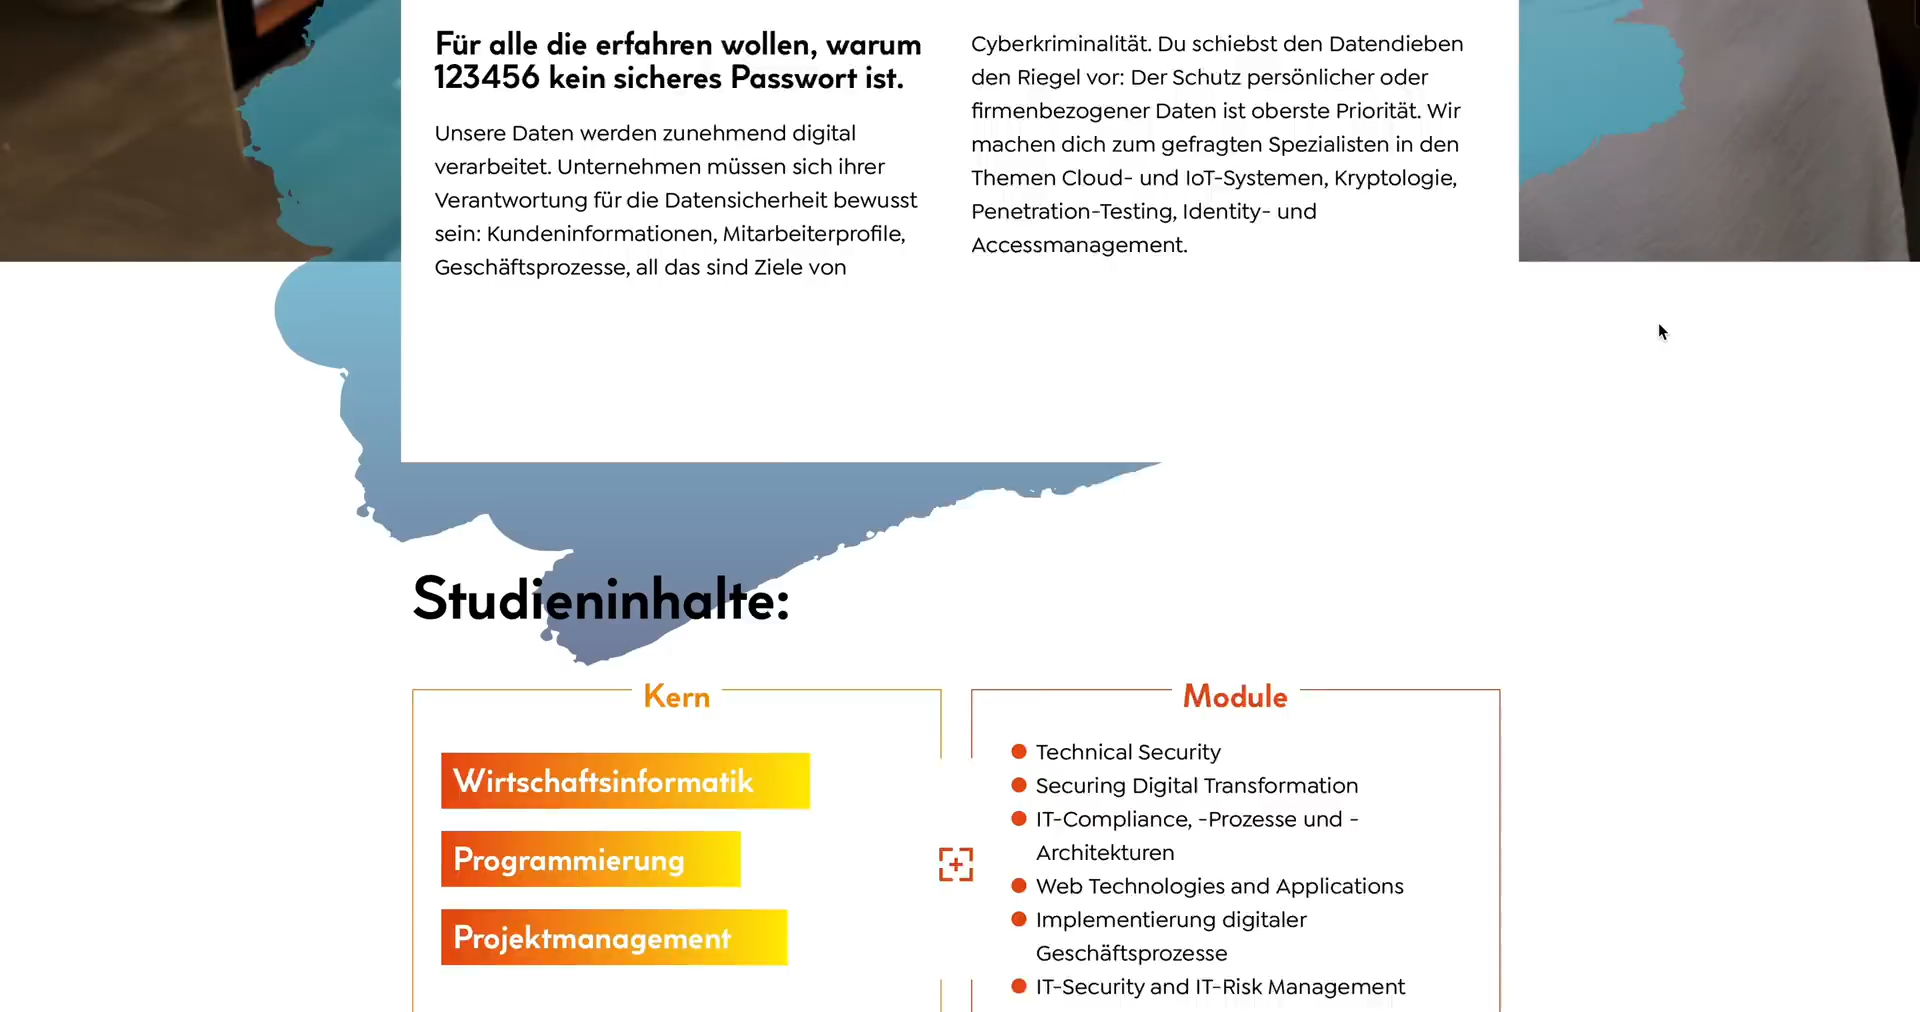 Für alle die erfahren wollen, warum
123456 kein sicheres Passwort ist.
Unsere Daten werden zunehmend digital
verarbeitet. Unternehmen müssen sich ihrer
Verantwortung für die Datensicherheit bewusst
sein: Kundeninformationen, Mitarbeiterprofile,
Geschäftsprozesse, all das sind Ziele von
Cyberkriminalität. Du schiebst den Datendieben
den Riegel vor: Der Schutz persönlicher oder
firmenbezogener Daten ist oberste Priorität. Wir
machen dich zum gefragten Spezialisten in den
Themen Cloud- und IoT-Systemen, Kryptologie,
Penetration-Testing, Identity- und
Accessmanagement.
Studieninhalte:
Kern
Wirtschaftsinformatik
Programmierung
Projektmanagement
Module
Technical Security
Securing Digital Transformation
IT-Compliance, -Prozesse und -
Architekturen
Web Technologies and Applications
Implementierung digitaler
Geschäftsprozesse
IT-Security and IT-Risk Management